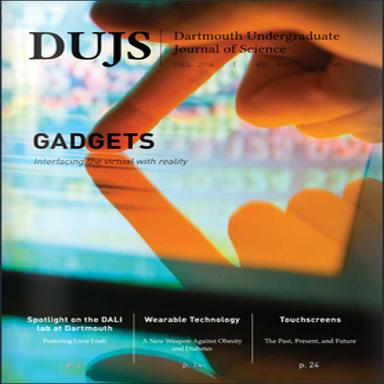 DUJS
Dartmouth Undergraduate
Journal of Science
FALL 2014
GADGETS
Interfacing the virtual with reality
Spotlight on the DALI
lab at Dartmouth
Featuring Lorie Loeb
Wearable Technology
A New Weapon Against Obesity
and Diabetes
p. 14
Touchscreens
The Past, Present, and Future
p. 24